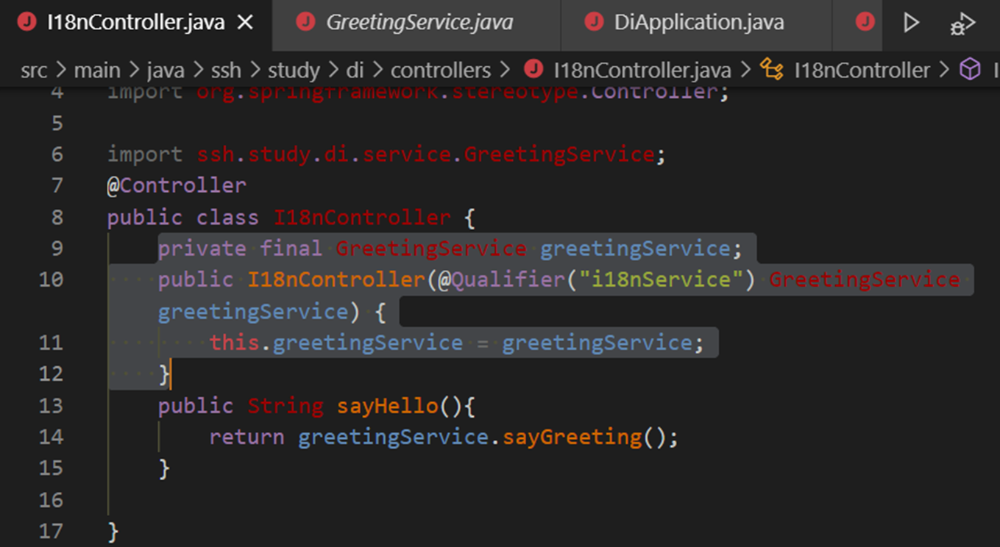 I18nController.java
GreetingService.java
DiApplication.java
src > main > java > ssh > study > di > controllers > I18nController.java > I18nController > I
4 import org.springframework.stereotype.Controller;
5
6 import ssh.study.di.service.GreetingService;
7 @Controller
8 public class I18nController {
9 private final GreetingService greetingService;
10 public I18nController(@Qualifier("i18nService") GreetingService
greetingService) {
11 this.greetingService = greetingService;
12 }
13 public String sayHello(){
14 return greetingService.sayGreeting();
15 }
16
17 }